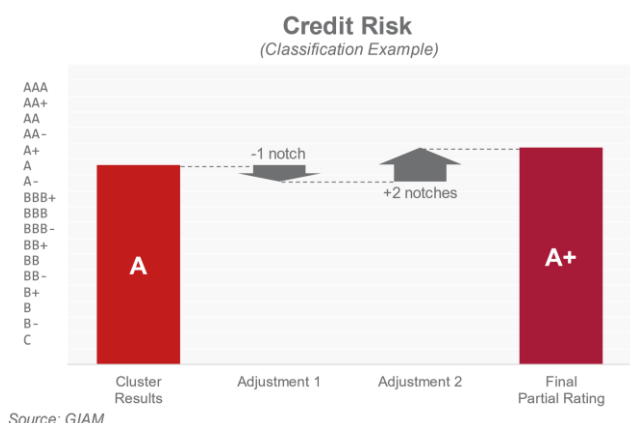 Credit Risk
(Classification Example)
AAA
AA+
AA
AA-
A+
A
A-
BBB+
BBB
BBB-
BB+
BB
BB-
B+
B
B-
C
-1 notch
+2 notches
A
A+
Cluster
Results
Adjustment 1
Adjustment 2
Final
Partial Rating
Source: GIAM